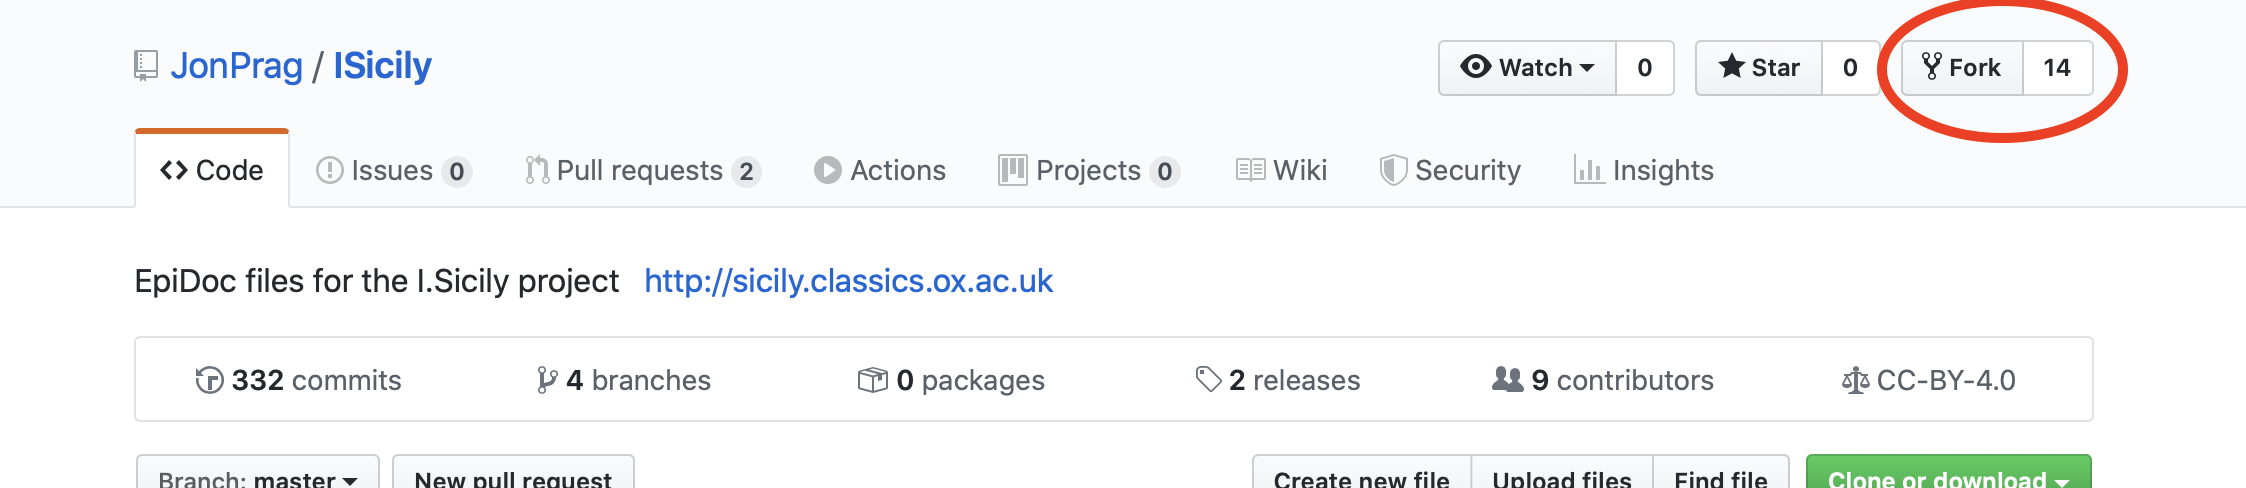 JonPrag / ISicily Watch 0 Star 0 Fork 14
Code Issues 0 Pull requests 2 Actions Projects 0 Wiki Security Insights
EpiDoc files for the I.Sicily project http://sicily.classics.ox.ac.uk
332 commits 4 branches 0 packages 2 releases 9 contributors CC-BY-4.0
Branch: master New pull request Create new file Upload files Find file Clone or download